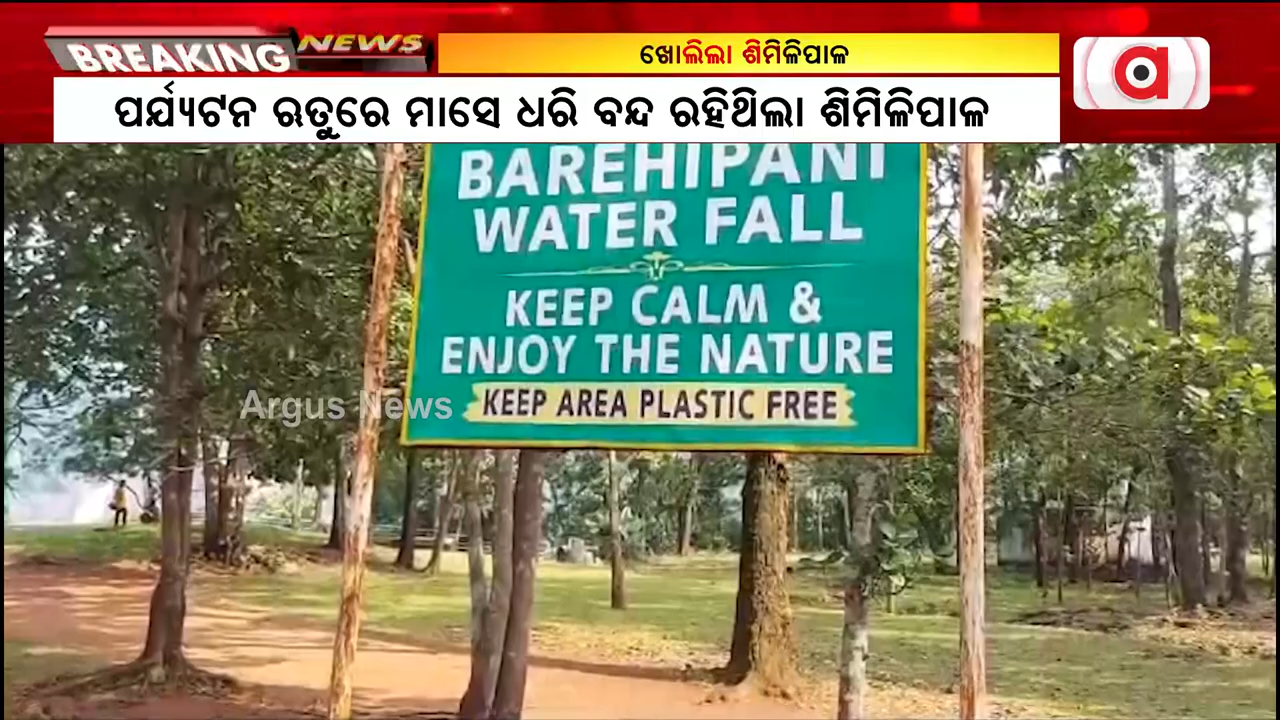 BREAKING NEWS
ଖୋଲିଲା ଶିମିଳିପାଳ
ପର୍ଯ୍ୟଟନ ଋତୁରେ ମାସେ ଧରି ବନ୍ଦ ରହିଥିଲା ଶିମିଳିପାଳ
BAREHIPANI
WATER FALL
KEEP CALM &
ENJOY THE NATURE
KEEP AREA PLASTIC FREE
Argus News